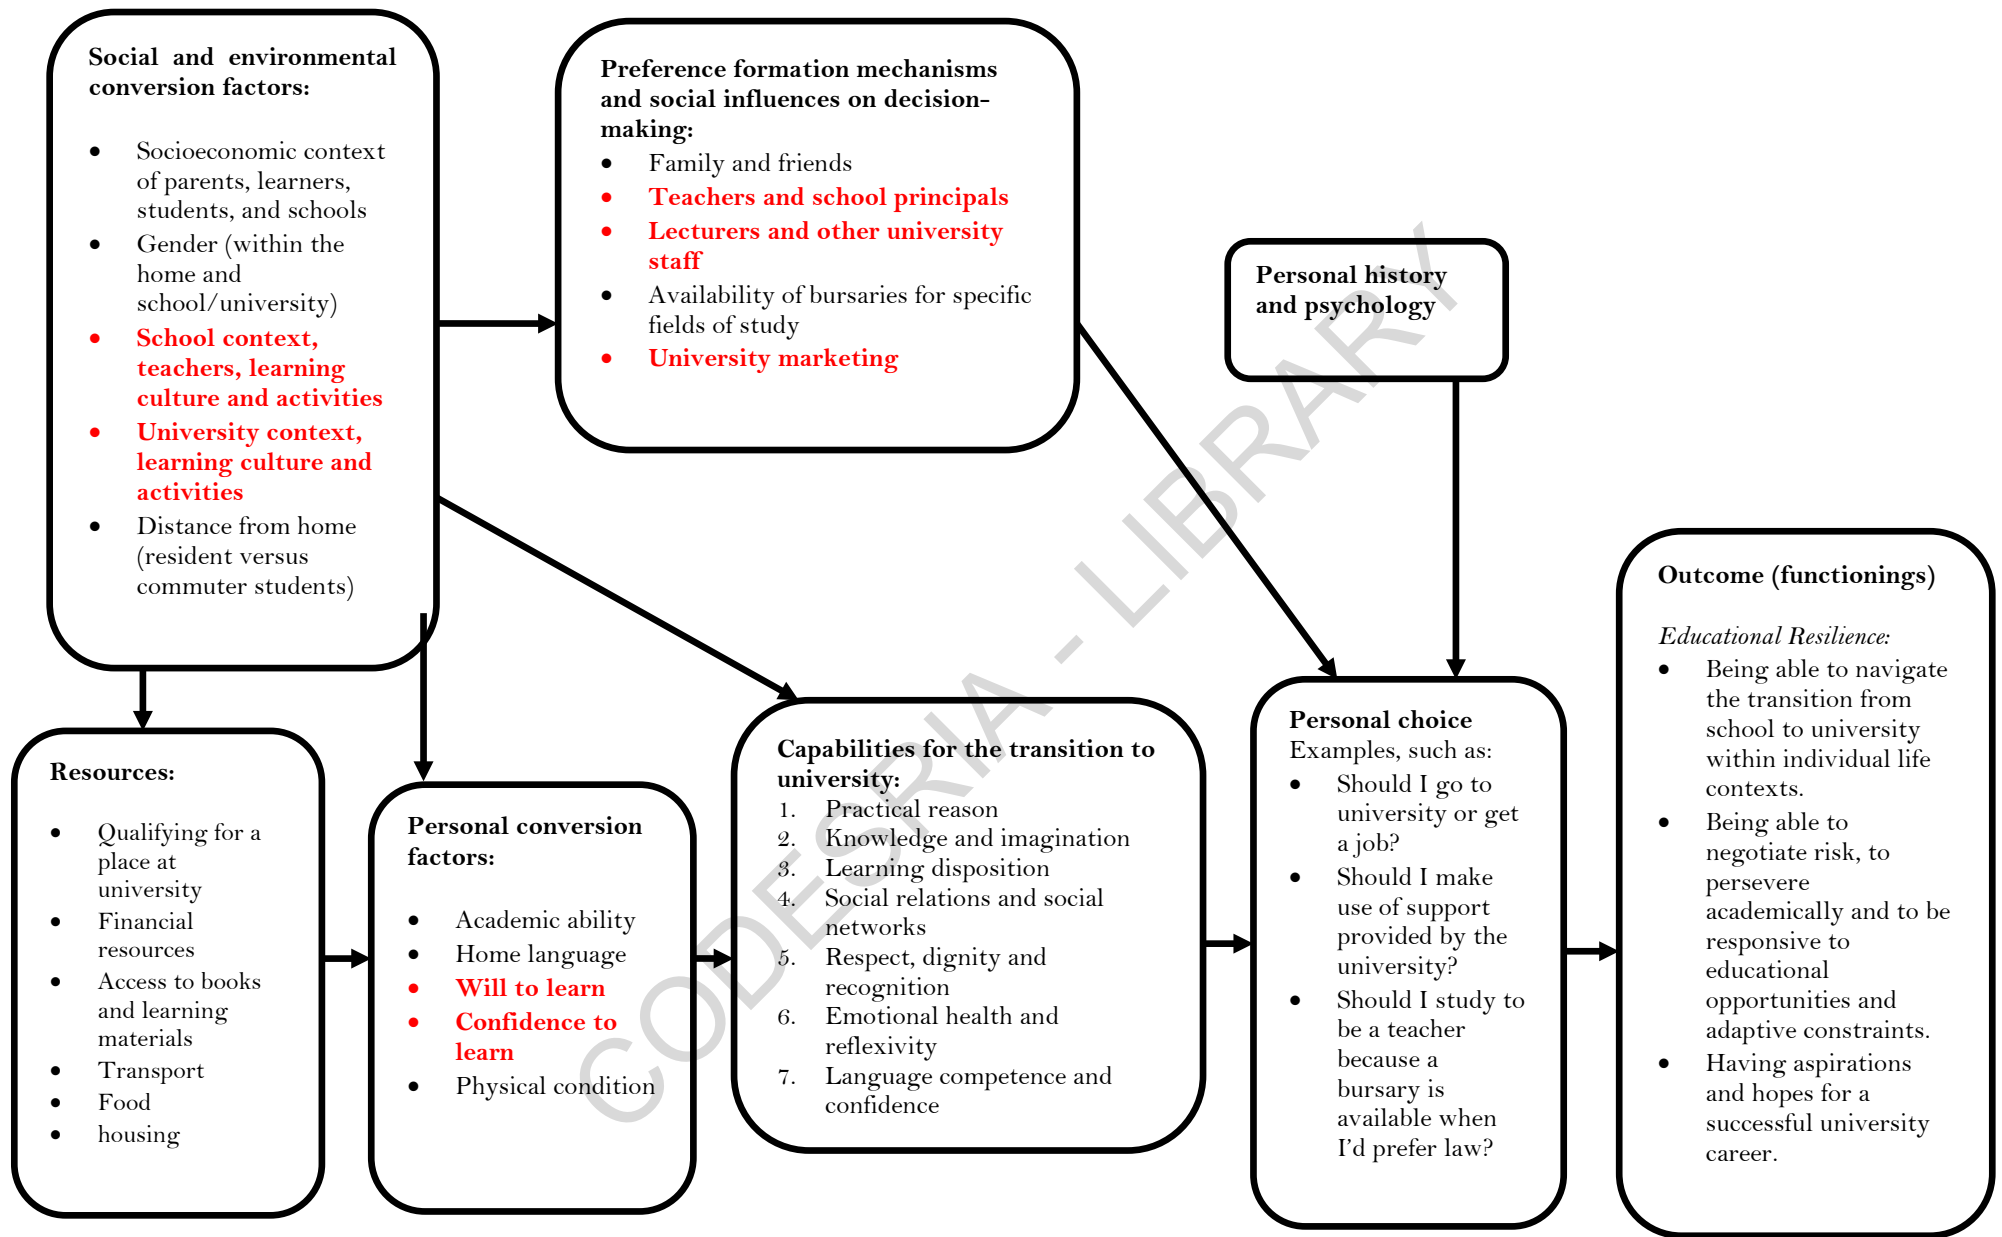 Social and environmental
conversion factors:
• Socioeconomic context
of parents, learners,
students, and schools
• Gender (within the
home and
school/university)
• School context,
teachers, learning
culture and activities
• University context,
learning culture and
activities
• Distance from home
(resident versus
commuter students)
Preference formation mechanisms
and social influences on decision-
making:
• Family and friends
• Teachers and school principals
• Lecturers and other university
staff
• Availability of bursaries for specific
fields of study
• University marketing
Personal history
and psychology
Resources:
• Qualifying for a
place at
university
• Financial
resources
• Access to books
and learning
materials
• Transport
• Food
• housing
Personal conversion
factors:
• Academic ability
• Home language
• Will to learn
• Confidence to
learn
• Physical condition
Capabilities for the transition to
university:
1. Practical reason
2. Knowledge and imagination
3. Learning disposition
4. Social relations and social
networks
5. Respect, dignity and
recognition
6. Emotional health and
reflexivity
7. Language competence and
confidence
Personal choice
Examples, such as:
• Should I go to
university or get
a job?
• Should I make
use of support
provided by the
university?
• Should I study to
be a teacher
because a
bursary is
available when
I'd prefer law?
Outcome (functionings)
Educational Resilience:
• Being able to navigate
the transition from
school to university
within individual life
contexts.
• Being able to
negotiate risk, to
persevere
academically and to be
responsive to
educational
opportunities and
adaptive constraints.
• Having aspirations
and hopes for a
successful university
career.
CODESRIA - LIBRARY